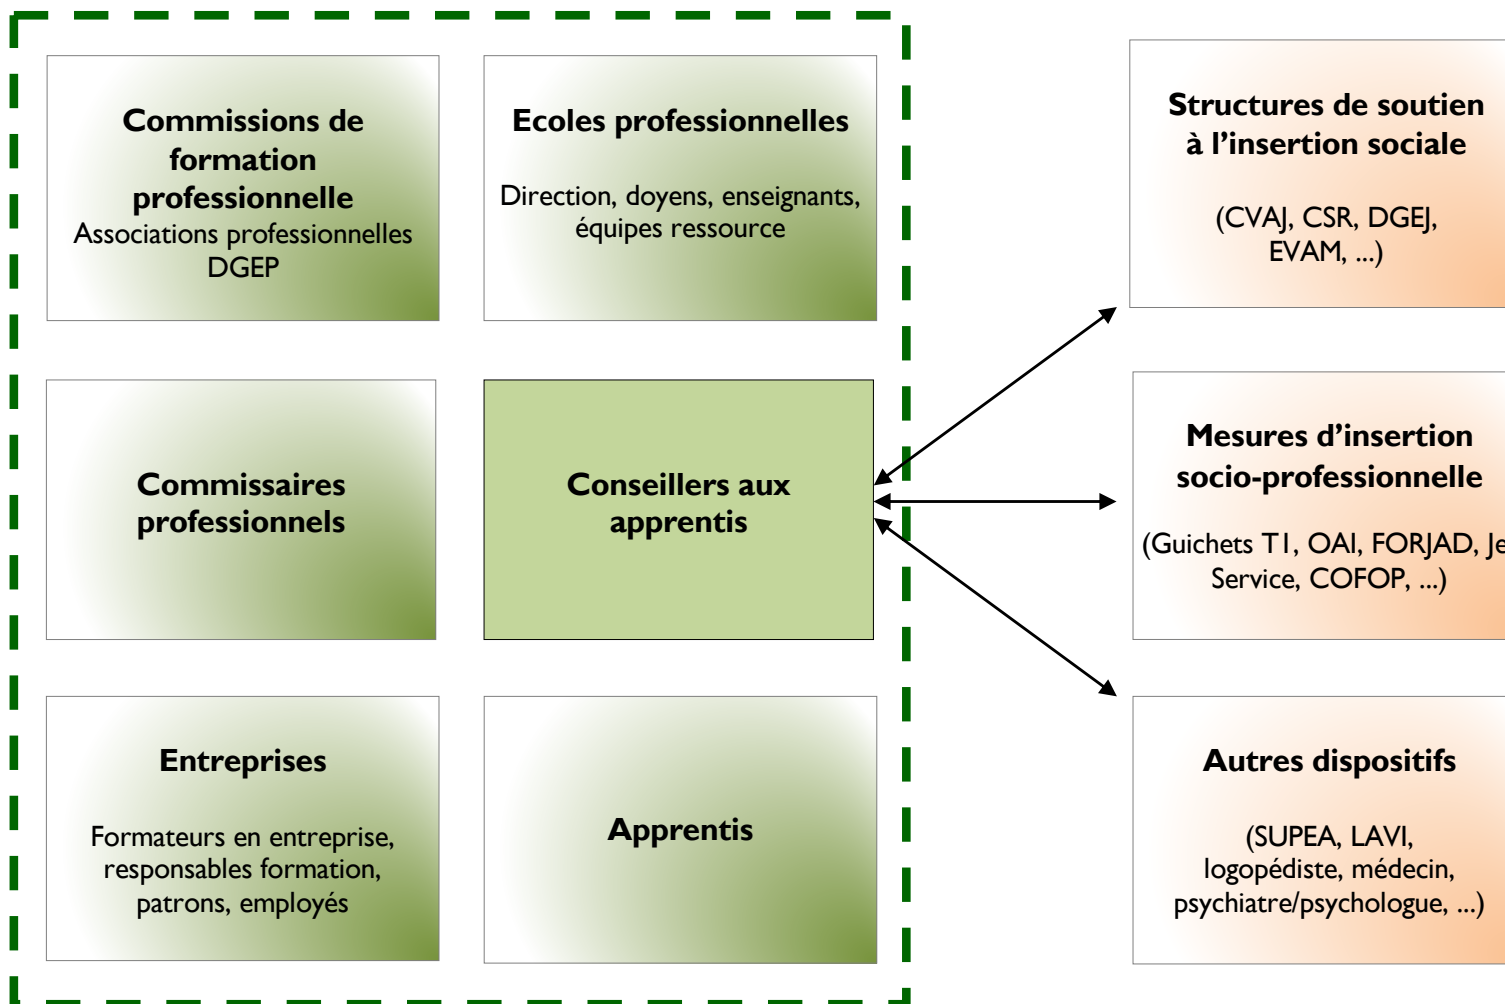 Commissions de
formation
professionnelle
Associations professionnelles
DGEP
Ecoles professionnelles
Direction, doyens, enseignants,
équipes ressource
Structures de soutien
à l’insertion sociale
(CVAJ, CSR, DGEJ,
EVAM, ...)
Commissaires
professionnels
Conseillers aux
apprentis
Mesures d’insertion
socio-professionnelle
(Guichets T1, OAI, FORJAD,
Service, COFOP, ...)
Entreprises
Formateurs en entreprise,
responsables formation,
patrons, employés
Apprentis
Autres dispositifs
(SUPEA, LAVI,
logopédiste, médecin,
psychiatre/psychologue, ...)